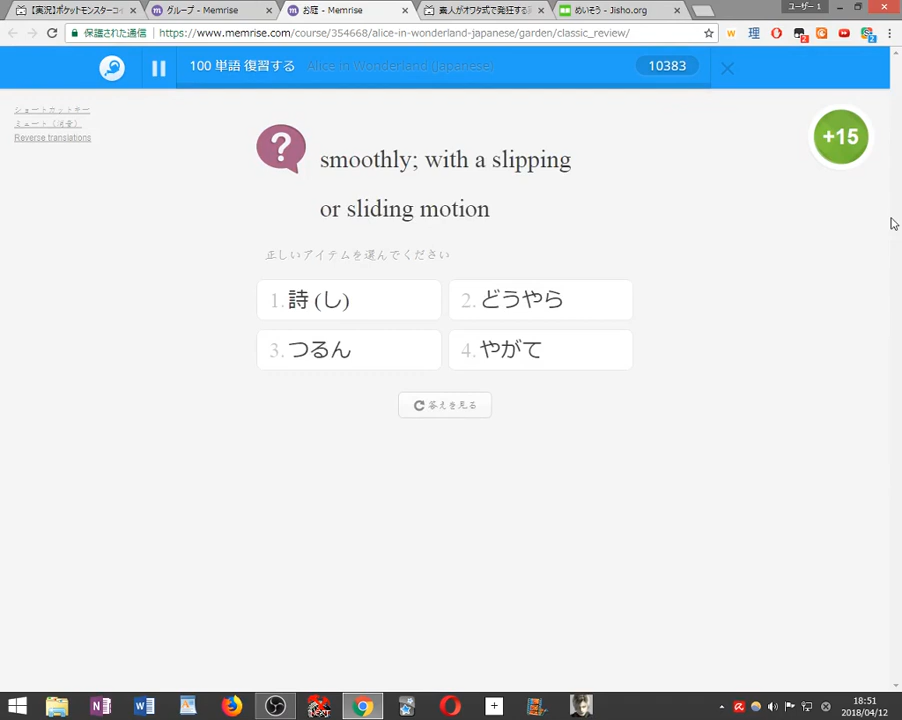 【実況】ポケットモンスターコイ
グループ - Memrise
お暦 - Memrise
素人がオワタ式で発狂する
めいそう - Jisho.org
ユーザー 1
保護された通信
https://www.memrise.com/course/354668/alice-in-wonderland-japanese/garden/classic_review/
100 単語 復習する
Alice in Wonderland (Japanese)
10383
ショートカットキー
ミュート (消音)
Reverse translations
+15
smoothly; with a slipping
or sliding motion
正しいアイテムを選んでください
1. 詩 (し)
2. どうやら
3. つるん
4. やがて
答えを見る
18:51
2018/04/12